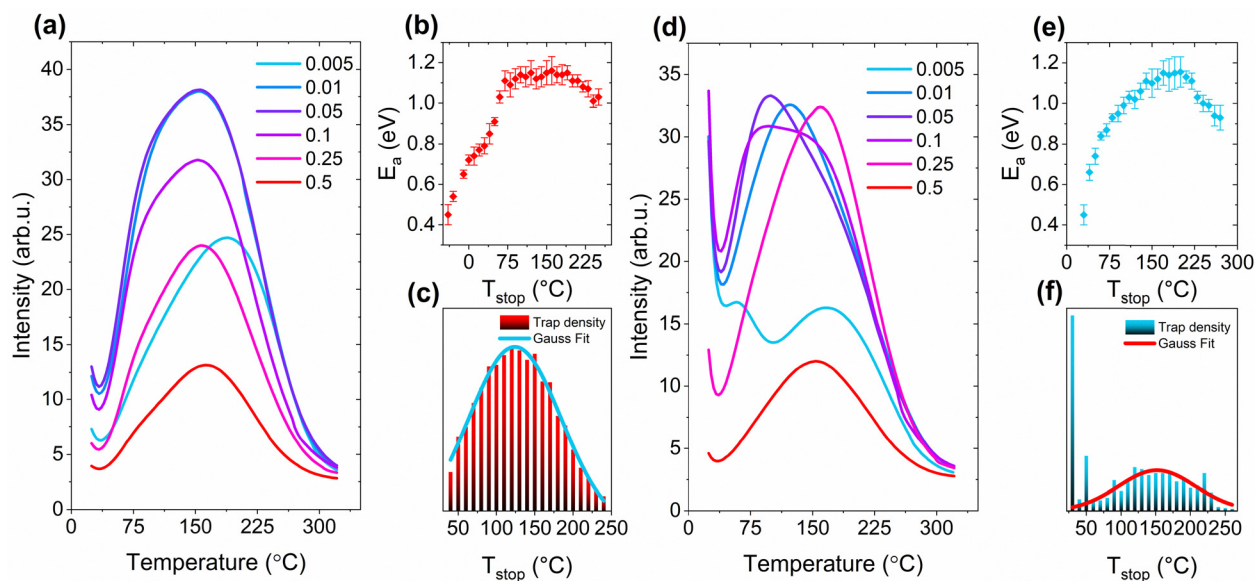 (a)
40
35
30
25
20
15
10
5
0
Intensity (arb.u.)
0 75 150 225 300
Temperature (°C)
0.005
0.01
0.05
0.1
0.25
0.5
(b)
1.2
1.0
0.8
0.6
0.4
Ea (eV)
0 75 150 225
Tstop (°C)
(c)
Trap density
Gauss Fit
50 100 150 200 250
Tstop (°C)
(d)
35
30
25
20
15
10
5
0
Intensity (arb.u.)
0 75 150 225 300
Temperature (°C)
0.005
0.01
0.05
0.1
0.25
0.5
(e)
1.2
1.0
0.8
0.6
0.4
Ea (eV)
0 75 150 225 300
Tstop (°C)
(f)
Trap density
Gauss Fit
50 100 150 200 250
Tstop (°C)